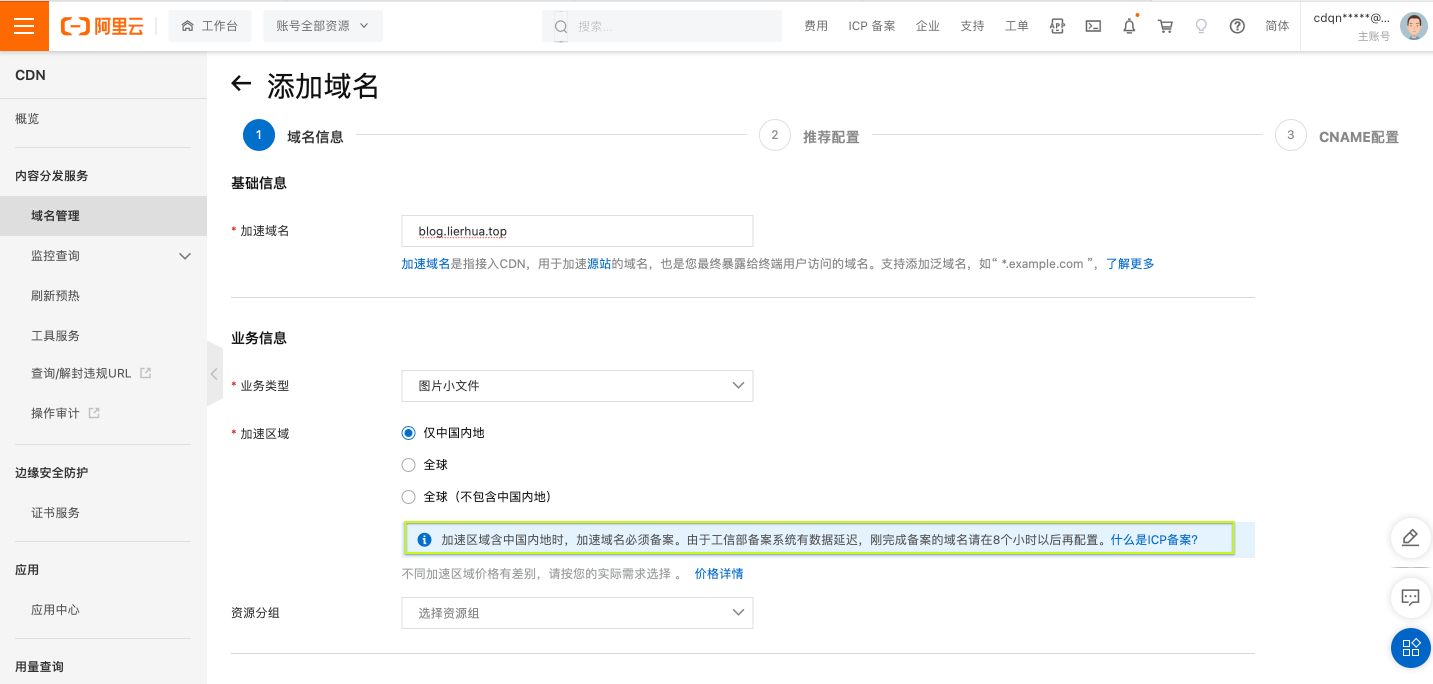 阿里云 工作台 账号全部资源 搜索... 费用 ICP 备案 企业 支持 工单 简体 cdqn*****@...
主账号
CDN
概览
内容分发服务
域名管理
监控查询
刷新预热
工具服务
查询/解封违规URL
操作审计
边缘安全防护
证书服务
应用
应用中心
用量查询
添加域名
1 域名信息 2 推荐配置 3 CNAME配置
基础信息
* 加速域名 blog.lierhua.top
加速域名是指接入CDN，用于加速源站的域名，也是您最终暴露给终端用户访问的域名。支持添加泛域名，如“ *.example.com ”，了解更多
业务信息
* 业务类型 图片小文件
* 加速区域 仅中国内地
全球
全球（不包含中国内地）
加速区域含中国内地时，加速域名必须备案。由于工信部备案系统有数据延迟，刚完成备案的域名请在8个小时以后再配置。什么是ICP备案?
不同加速区域价格有差别，请按您的实际需求选择 。 价格详情
资源分组 选择资源组